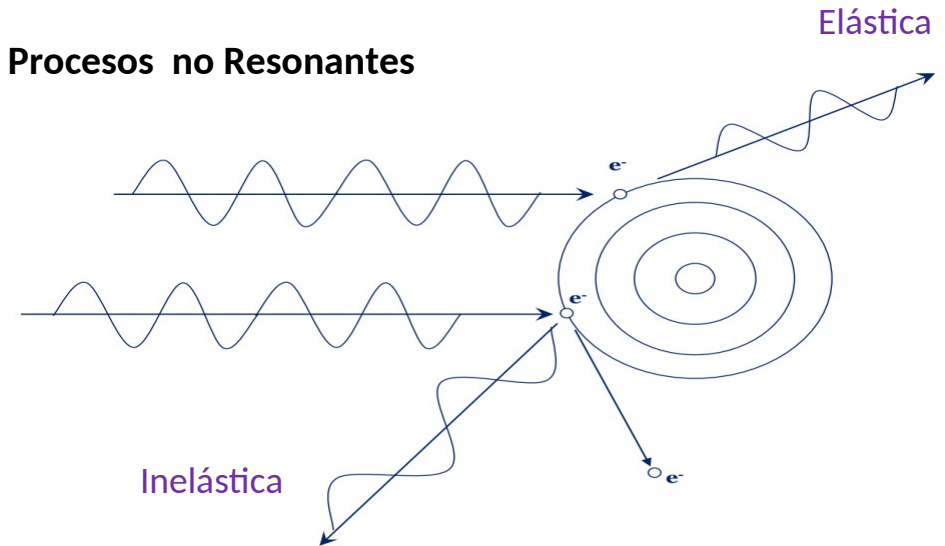 Elástica
Procesos  no Resonantes
e-
e-
Inelástica
e-